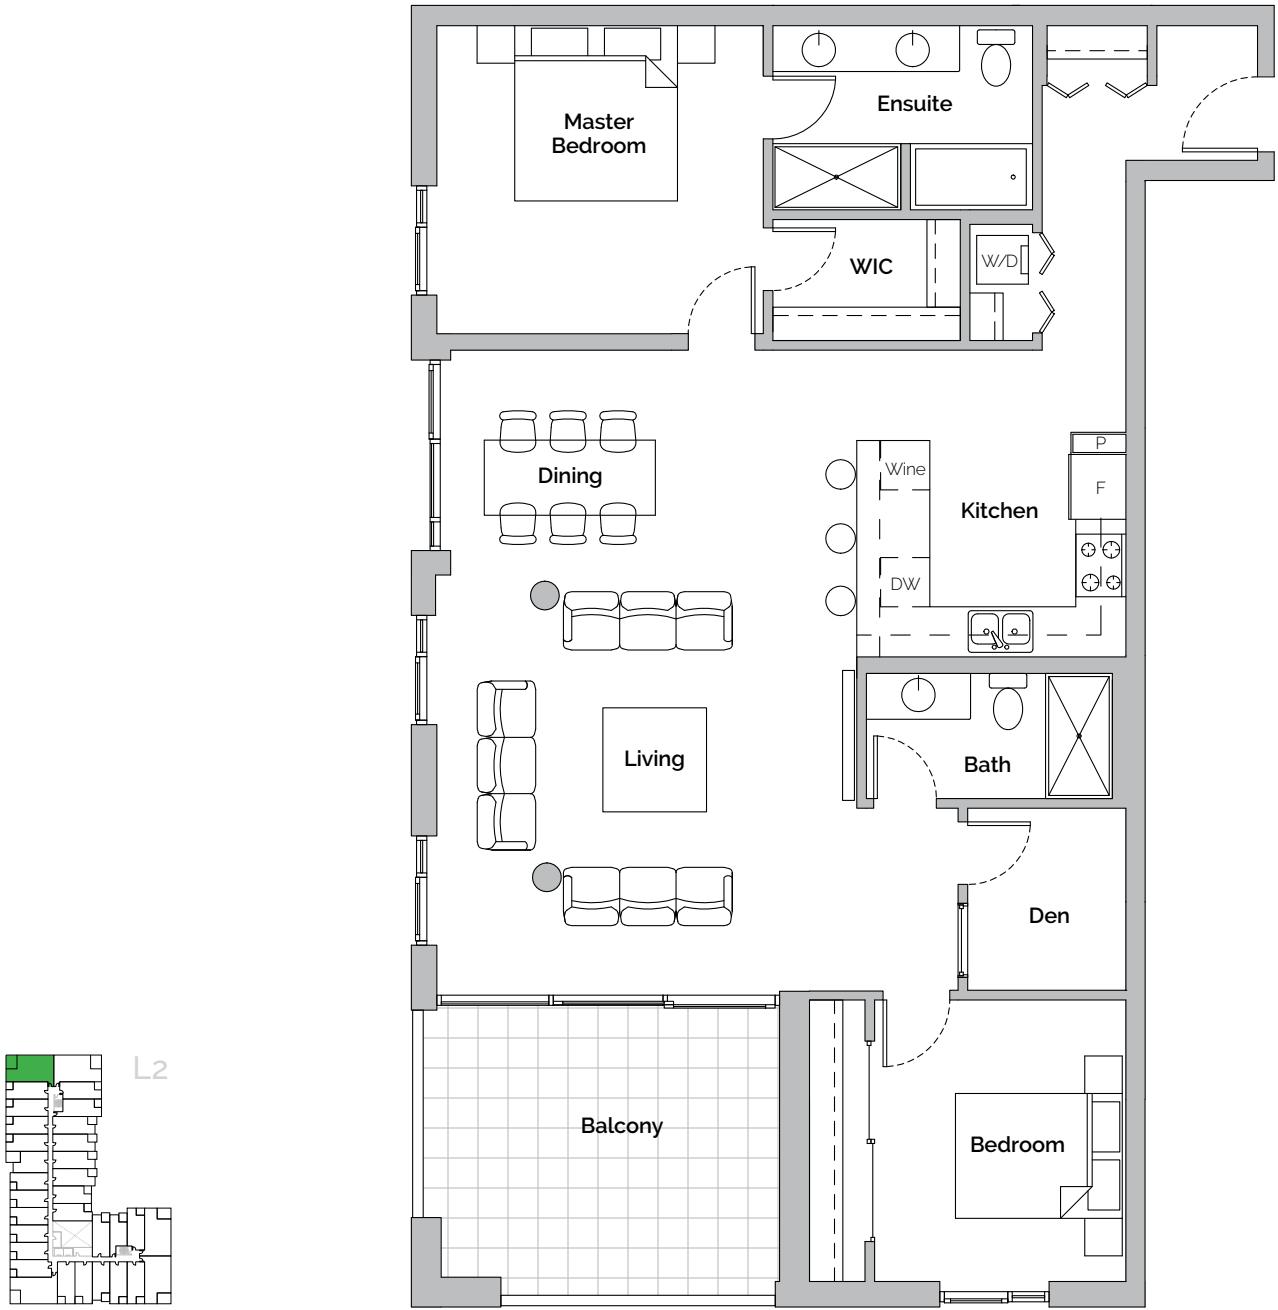 Master
Bedroom
Ensuite
WIC
W/D
Dining
Wine
P
F
Kitchen
DW
Living
Bath
Den
L2
Balcony
Bedroom